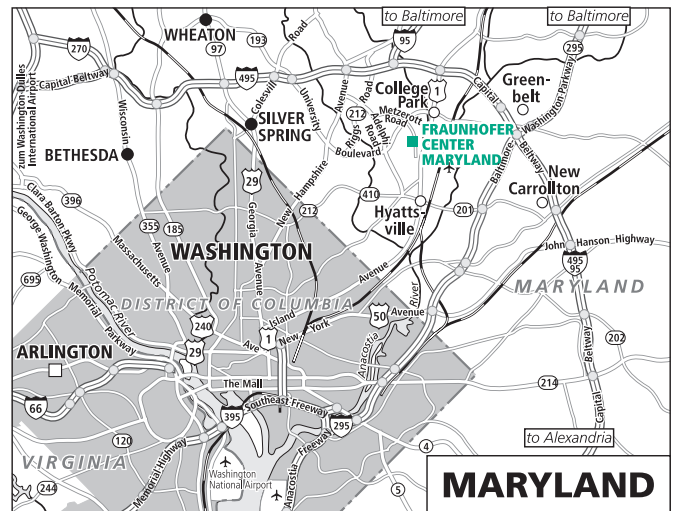 to Baltimore
to Baltimore
WHEATON
193
Road
95
270
97
295
Capital Beltway
495
Colesville
University
Avenue
Road
College
Park
1
Capital
Green-
belt
Washington Parkway
zum Washington Dulles
International Airport
Wisconsin
SILVER
SPRING
212
Metzerott
Road
Adelphi
Road
Riggs
Boulevard
FRAUNHOFER
CENTER
MARYLAND
Beltway
Baltimore
BETHESDA
29
New Hampshire
New
Carrollton
Clara Barton Pkwy
George Washington
Memorial
Parkway
396
410
Hyatts-
ville
201
212
355
185
Massachusetts
Avenue
Georgia
Avenue
WASHINGTON
John Hanson Highway
495
95
695
Potomac River
Avenue
MARYLAND
DISTRICT OF COLUMBIA
River
50
Avenue
240
Island
Ave
1
New York
Anacostia
29
202
ARLINGTON
Beltway
The Mall
214
66
395
Southeast Freeway
295
Capital
120
to Alexandria
4
VIRGINIA
Memorial Highway
Washington
National Airport
Anacostia
Freeway
5
244
MARYLAND